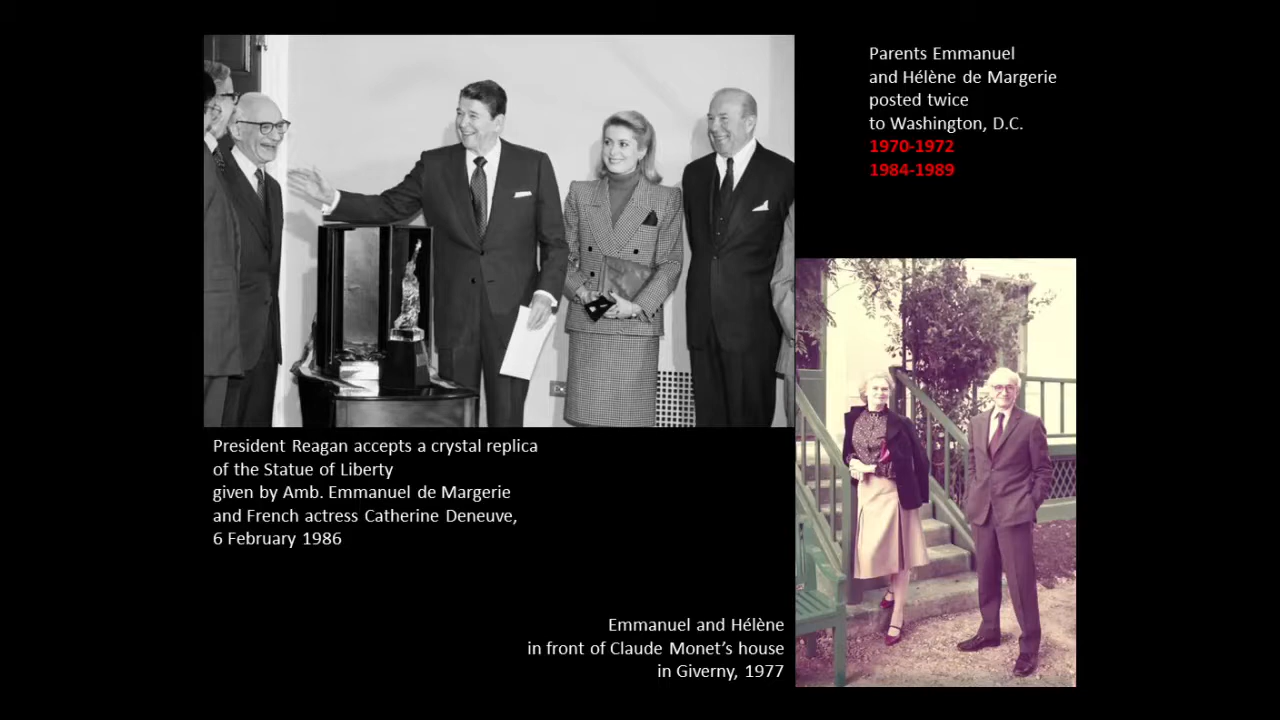 Parents Emmanuel
and Hélène de Margerie
posted twice
to Washington, D.C.
1970-1972
1984-1989
President Reagan accepts a crystal replica
of the Statue of Liberty
given by Amb. Emmanuel de Margerie
and French actress Catherine Deneuve,
6 February 1986
Emmanuel and Hélène
in front of Claude Monet’s house
in Giverny, 1977